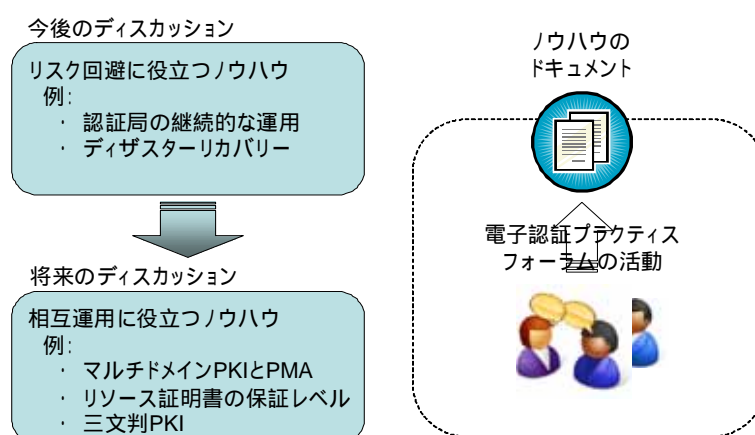 今後のディスカッション
リスク回避に役立つノウハウ
例:
・ 認証局の継続的な運用
・ ディザスターリカバリー
将来のディスカッション
相互運用に役立つノウハウ
例:
・ マルチドメインPKIとPMA
・ リソース証明書の保証レベル
・ 三文判PKI
ノウハウの
ドキュメント
電子認証プラクティス
フォーラムの活動